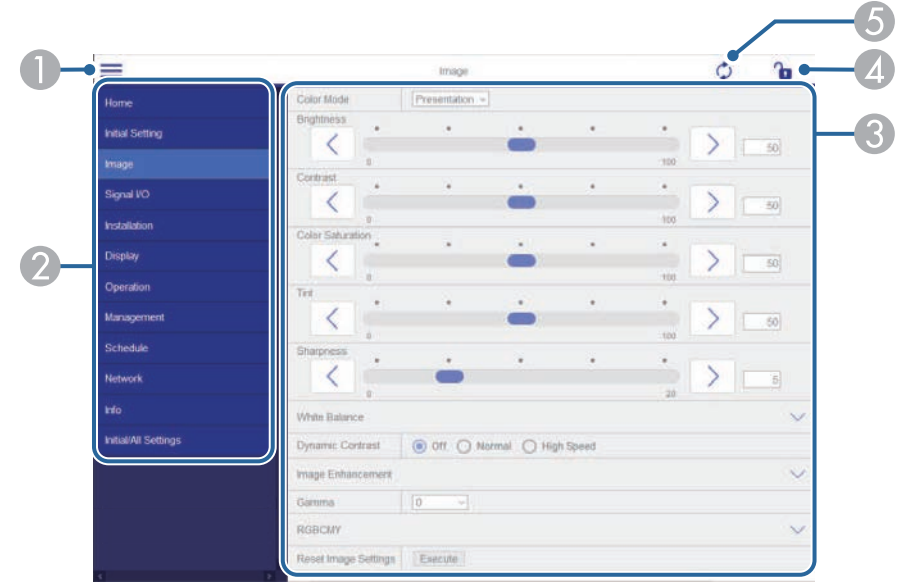 5
1
Image
4
Home
Initial Setting
Image
Signal I/O
Installation
Display
Operation
Management
Schedule
Network
Info
Initial/All Settings
2
Color Mode
Presentation
Brightness
0
100
50
Contrast
0
100
50
Color Saturation
0
100
50
Tint
0
100
50
Sharpness
0
20
5
White Balance
Dynamic Contrast
Off
Normal
High Speed
Image Enhancement
Gamma
0
RGBCMY
Reset Image Settings
Execute
3